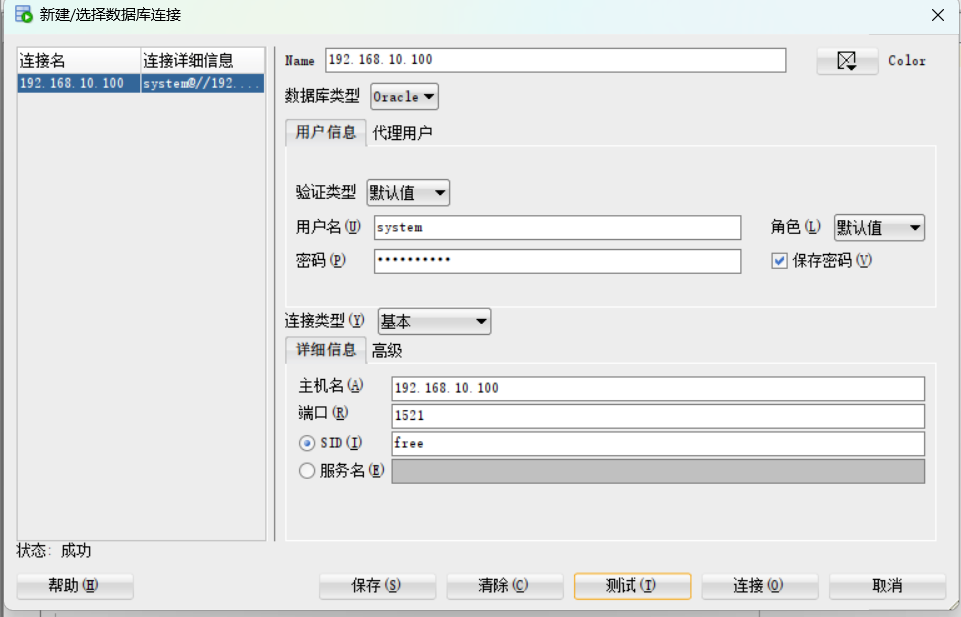 新建/选择数据库连接
连接名 连接详细信息
192.168.10.100 system@//192....
Name 192.168.10.100 Color
数据库类型 Oracle
用户信息 代理用户
验证类型 默认值
用户名(U) system 角色(L) 默认值
密码(P) •••••••••• 保存密码(V)
连接类型(Y) 基本
详细信息 高级
主机名(A) 192.168.10.100
端口(R) 1521
SID(I) free
服务名(E)
状态: 成功
帮助(H) 保存(S) 清除(C) 测试(T) 连接(O) 取消